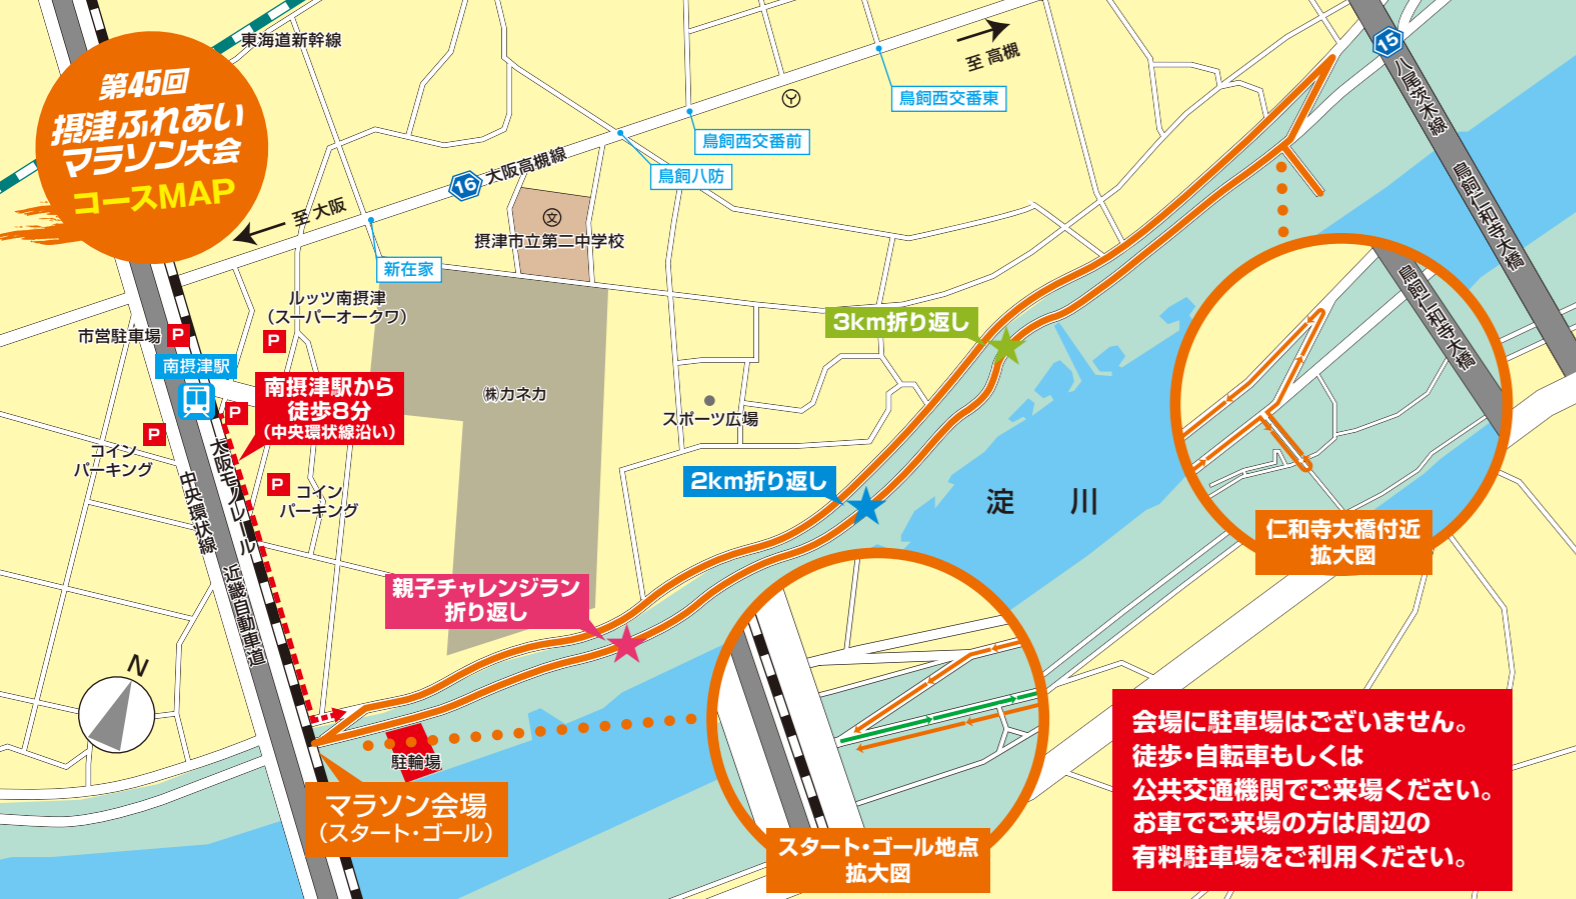 第45回
摂津ふれあい
マラソン大会
コースMAP
東海道新幹線
至 高槻
15
八尾茨木線
鳥飼仁和寺大橋
鳥飼西交番東
鳥飼西交番前
鳥飼八防
16
大阪高槻線
至 大阪
文
摂津市立第二中学校
新在家
ルッツ南摂津
（スーパーオークワ）
市営駐車場
P
P
南摂津駅
南摂津駅から
徒歩8分
（中央環状線沿い）
P
P
コイン
パーキング
P
コイン
パーキング
大阪モノレール
中央環状線
近畿自動車道
㈱カネカ
スポーツ広場
3km折り返し
2km折り返し
親子チャレンジラン
折り返し
淀　川
鳥飼仁和寺大橋
仁和寺大橋付近
拡大図
N
駐輪場
マラソン会場
（スタート・ゴール）
スタート・ゴール地点
拡大図
会場に駐車場はございません。
徒歩・自転車もしくは
公共交通機関でご来場ください。
お車でご来場の方は周辺の
有料駐車場をご利用ください。